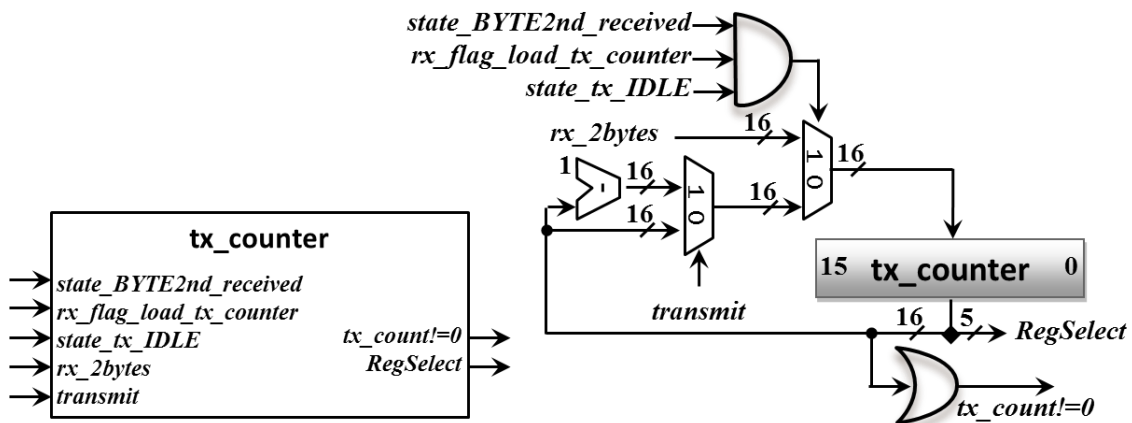 state_BYTE2nd_received
rx_flag_load_tx_counter
state_tx_IDLE
rx_2bytes
16
1
-
16
16
1 0
16
1 0
16
transmit
15 tx_counter 0
16
5
RegSelect
tx_count!=0
tx_counter
state_BYTE2nd_received
rx_flag_load_tx_counter
state_tx_IDLE
rx_2bytes
transmit
tx_count!=0
RegSelect